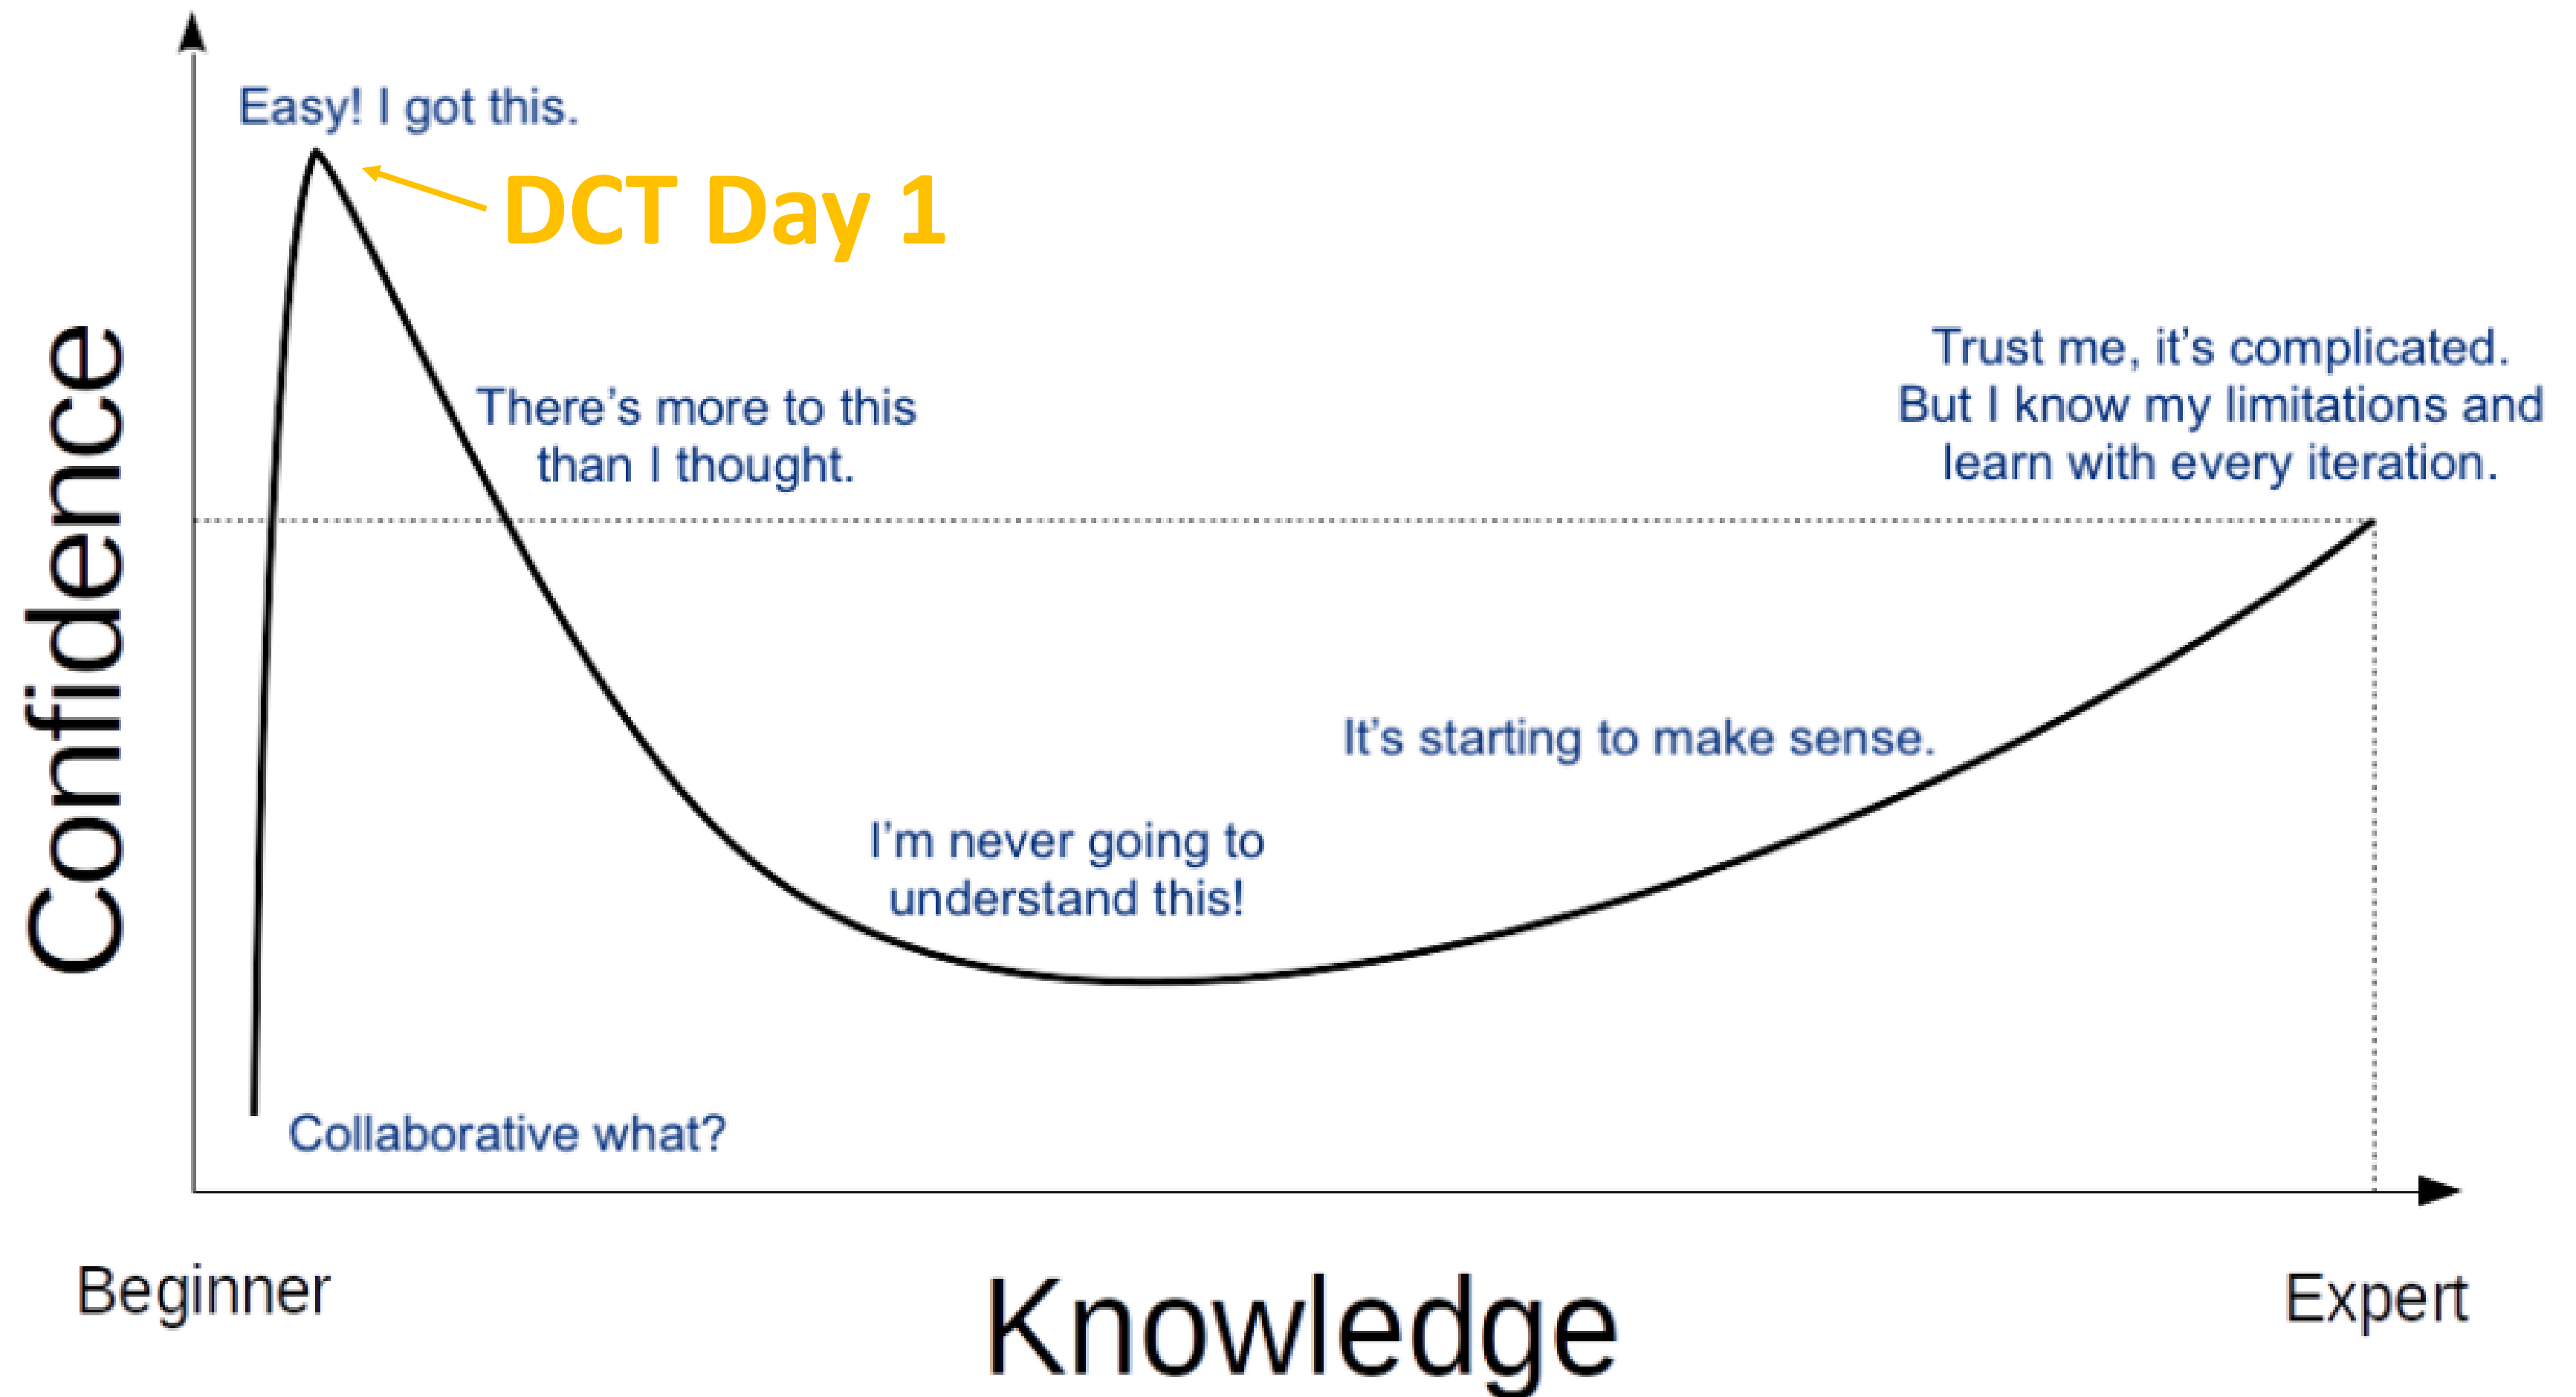 Easy! I got this.
DCT Day 1
There's more to this
than I thought.
Trust me, it's complicated.
But I know my limitations and
learn with every iteration.
It's starting to make sense.
I'm never going to
understand this!
Collaborative what?
Confidence
Beginner
Knowledge
Expert